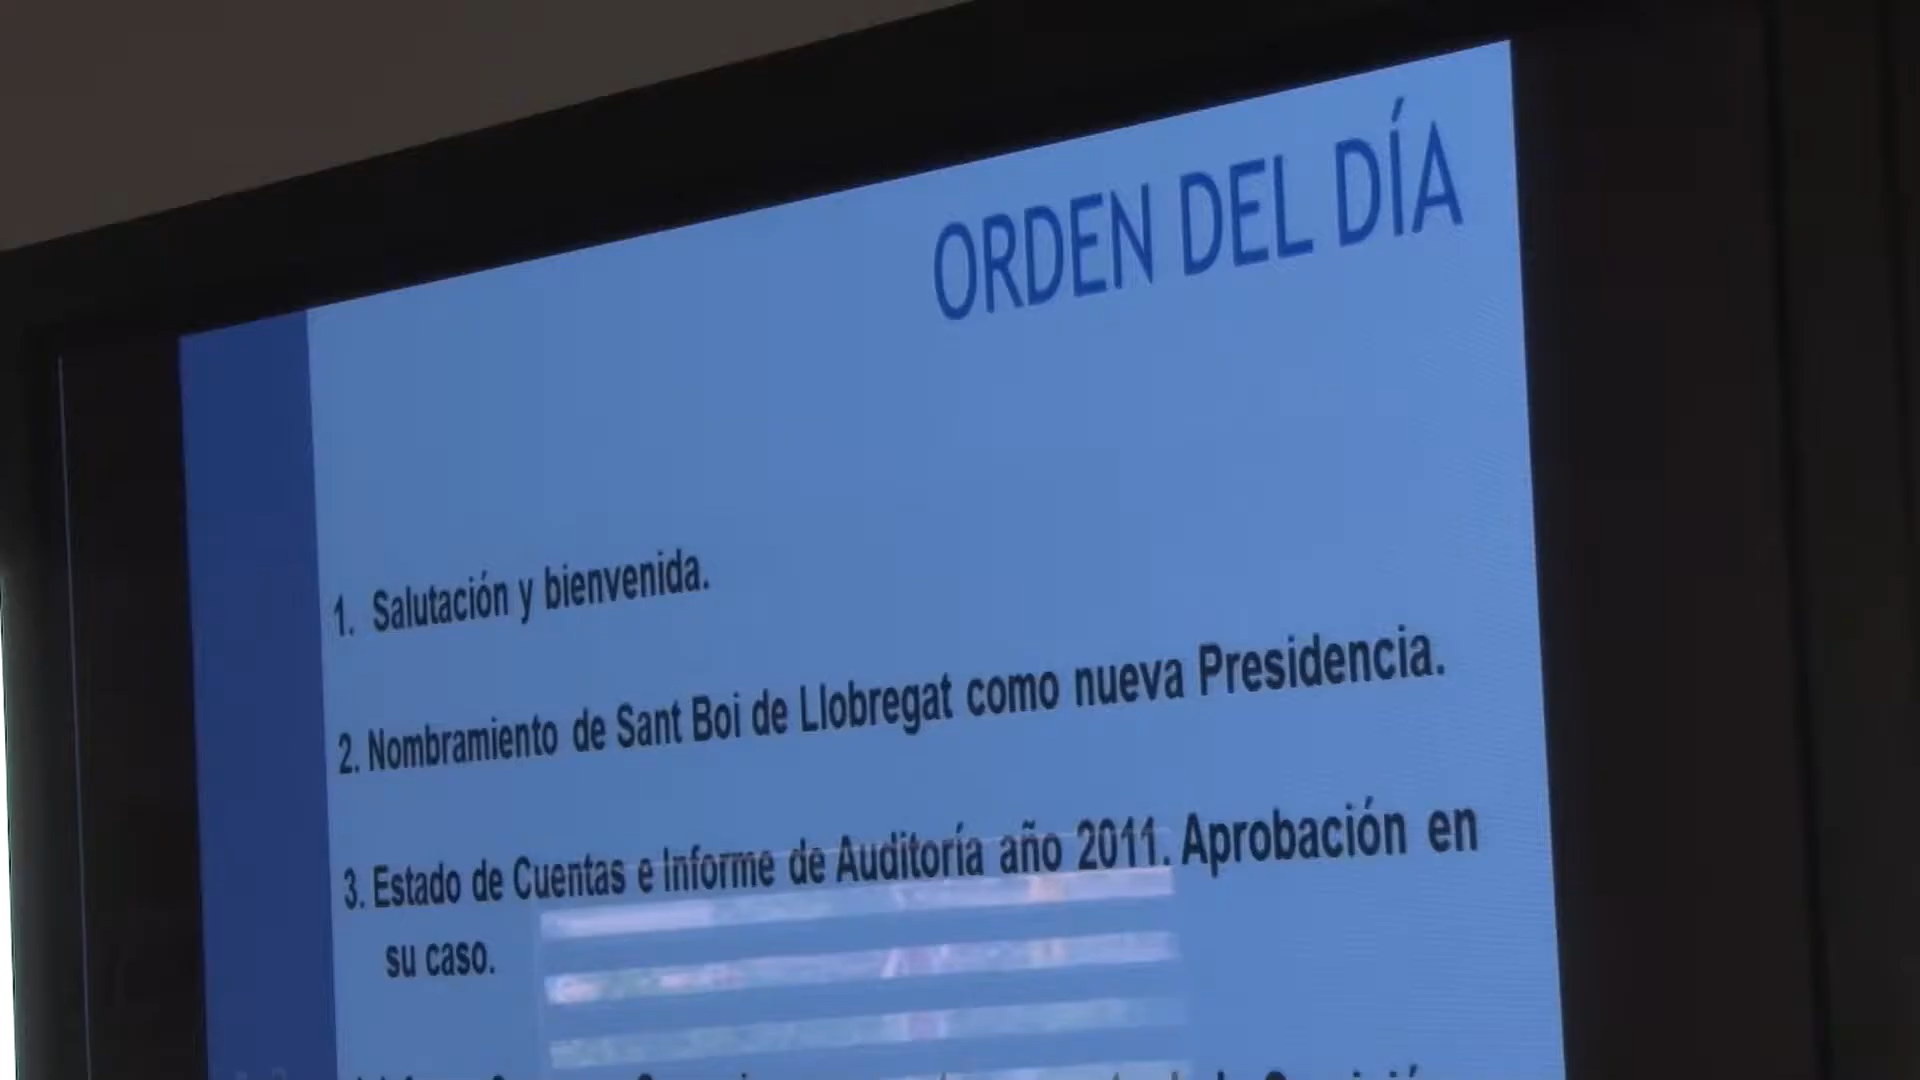 ORDEN DEL DÍA
1. Salutación y bienvenida.
2. Nombramiento de Sant Boi de Llobregat como nueva Presidencia.
3. Estado de Cuentas e Informe de Auditoría año 2011. Aprobación en
su caso.